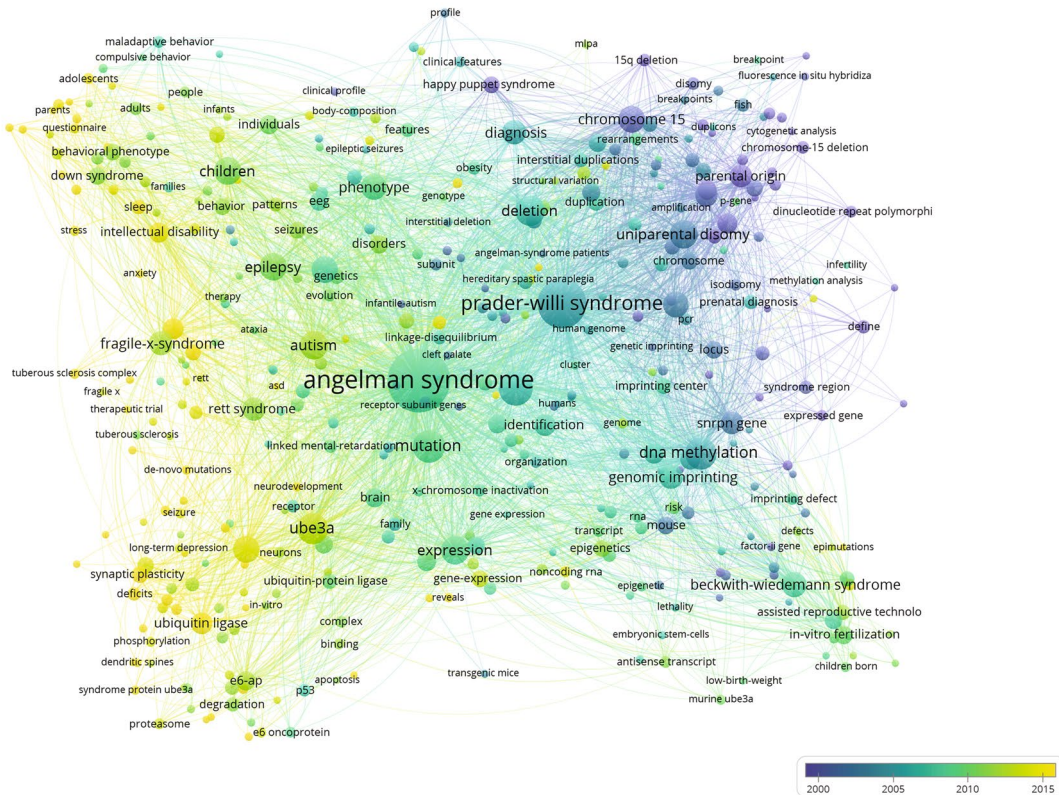 profile
maladaptive behavior
mlpa
compulsive behavior
clinical-features
15q deletion
breakpoint
adolescents
happy puppet syndrome
disomy
fluorescence in situ hybridiza
people
clinical profile
breakpoints
parents
adults
infants
body-composition
fish
questionnaire
individuals
features
diagnosis
chromosome 15
duplicons
cytogenetic analysis
rearrangements
behavioral phenotype
epileptic seizures
interstitial duplications
chromosome-15 deletion
down syndrome
children
obesity
structural variation
parental origin
families
phenotype
genotype
sleep
behavior
patterns
eeg
deletion
duplication
amplification
p-gene
dinucleotide repeat polymorphi
stress
intellectual disability
seizures
interstitial deletion
uniparental disomy
disorders
angelman-syndrome patients
anxiety
epilepsy
genetics
subunit
hereditary spastic paraplegia
chromosome
infertility
methylation analysis
isodisomy
therapy
evolution
infantile-autism
prader-willi syndrome
prenatal diagnosis
fragile-x-syndrome
ataxia
autism
linkage-disequilibrium
human genome
pcr
define
cleft palate
genetic imprinting
locus
tuberous sclerosis complex
rett
asd
angelman syndrome
cluster
imprinting center
syndrome region
fragile x
therapeutic trial
rett syndrome
receptor subunit genes
humans
expressed gene
tuberous sclerosis
linked mental-retardation
mutation
identification
genome
snrpn gene
de-novo mutations
organization
dna methylation
genomic imprinting
neurodevelopment
brain
x-chromosome inactivation
imprinting defect
seizure
receptor
gene expression
risk
rna
mouse
ube3a
family
transcript
defects
long-term depression
neurons
expression
epigenetics
factor-ii gene
epimutations
synaptic plasticity
ubiquitin-protein ligase
gene-expression
noncoding rna
epigenetic
beckwith-wiedemann syndrome
deficits
in-vitro
reveals
lethality
assisted reproductive technolo
ubiquitin ligase
complex
embryonic stem-cells
in-vitro fertilization
phosphorylation
binding
dendritic spines
antisense transcript
children born
syndrome protein ube3a
e6-ap
apoptosis
transgenic mice
low-birth-weight
p53
murine ube3a
degradation
proteasome
e6 oncoprotein
2000
2005
2010
2015